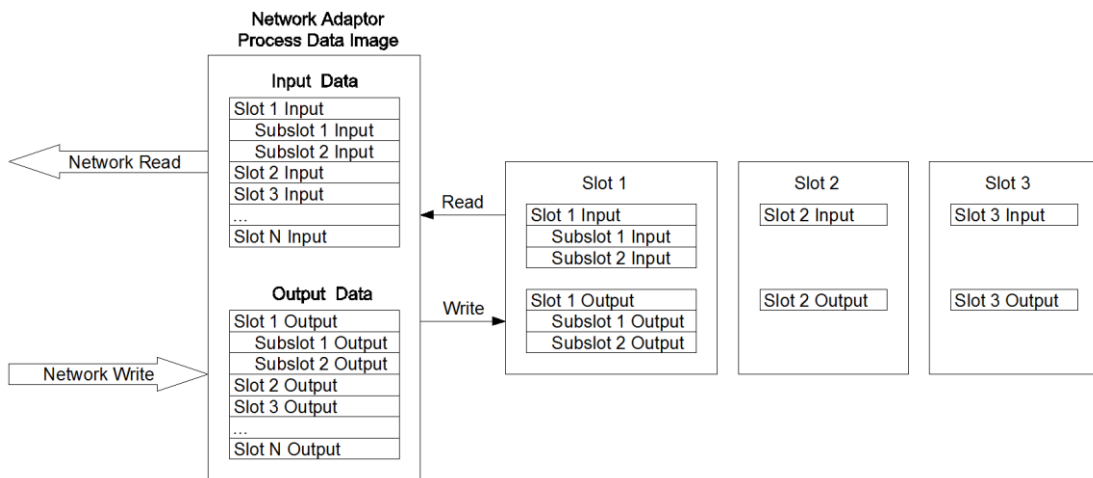 Network Adaptor
Process Data Image
Input Data
Slot 1 Input
Subslot 1 Input
Subslot 2 Input
Slot 2 Input
Slot 3 Input
...
Slot N Input
Output Data
Slot 1 Output
Subslot 1 Output
Subslot 2 Output
Slot 2 Output
Slot 3 Output
...
Slot N Output
Network Read
Network Write
Read
Write
Slot 1
Slot 1 Input
Subslot 1 Input
Subslot 2 Input
Slot 1 Output
Subslot 1 Output
Subslot 2 Output
Slot 2
Slot 2 Input
Slot 2 Output
Slot 3
Slot 3 Input
Slot 3 Output